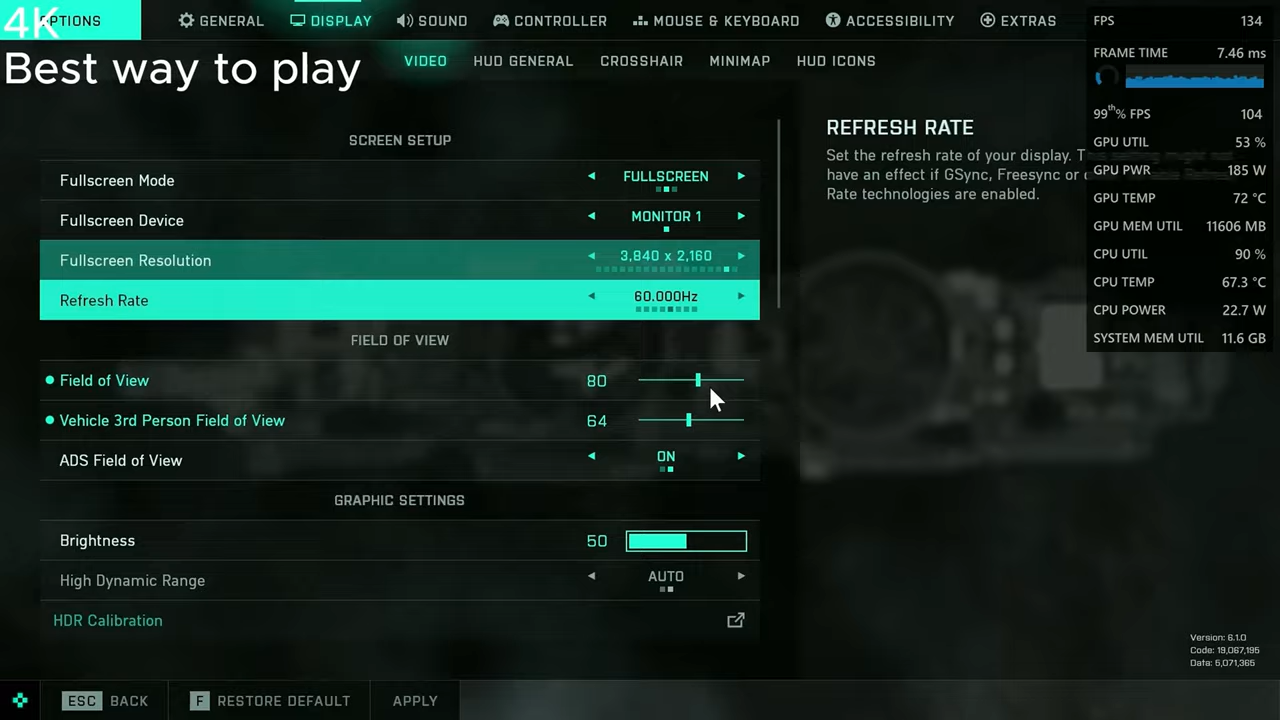 4K
OPTIONS
GENERAL
DISPLAY
SOUND
CONTROLLER
MOUSE & KEYBOARD
ACCESSIBILITY
EXTRAS
Best way to play
VIDEO
HUD GENERAL
CROSSHAIR
MINIMAP
HUD ICONS
SCREEN SETUP
Fullscreen Mode
FULLSCREEN
Fullscreen Device
MONITOR 1
Fullscreen Resolution
3,840 x 2,160
Refresh Rate
60.000Hz
FIELD OF VIEW
Field of View
80
Vehicle 3rd Person Field of View
64
ADS Field of View
ON
GRAPHIC SETTINGS
Brightness
50
High Dynamic Range
AUTO
HDR Calibration
REFRESH RATE
Set the refresh rate of your display.
have an effect if GSync, Freesync or
Rate technologies are enabled.
FPS 134
FRAME TIME 7.46 ms
99th% FPS 104
GPU UTIL 53 %
GPU PWR 185 W
GPU TEMP 72 °C
GPU MEM UTIL 11606 MB
CPU UTIL 90 %
CPU TEMP 67.3 °C
CPU POWER 22.7 W
SYSTEM MEM UTIL 11.6 GB
Version: 6.1.0
Code: 19,067,195
Data: 5,071,365
ESC BACK
F RESTORE DEFAULT
APPLY